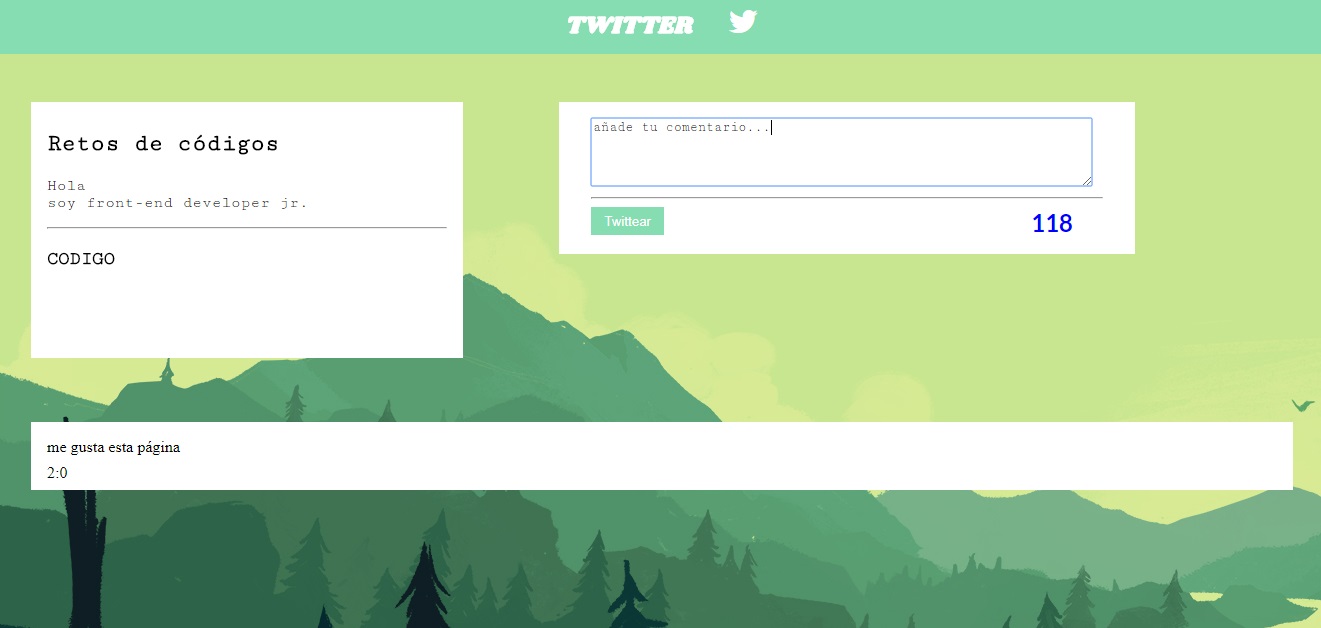 TWITTER
Retos de códigos
Hola
soy front-end developer jr.
CODIGO
añade tu comentario...
Twittear
118
me gusta esta página
2:0